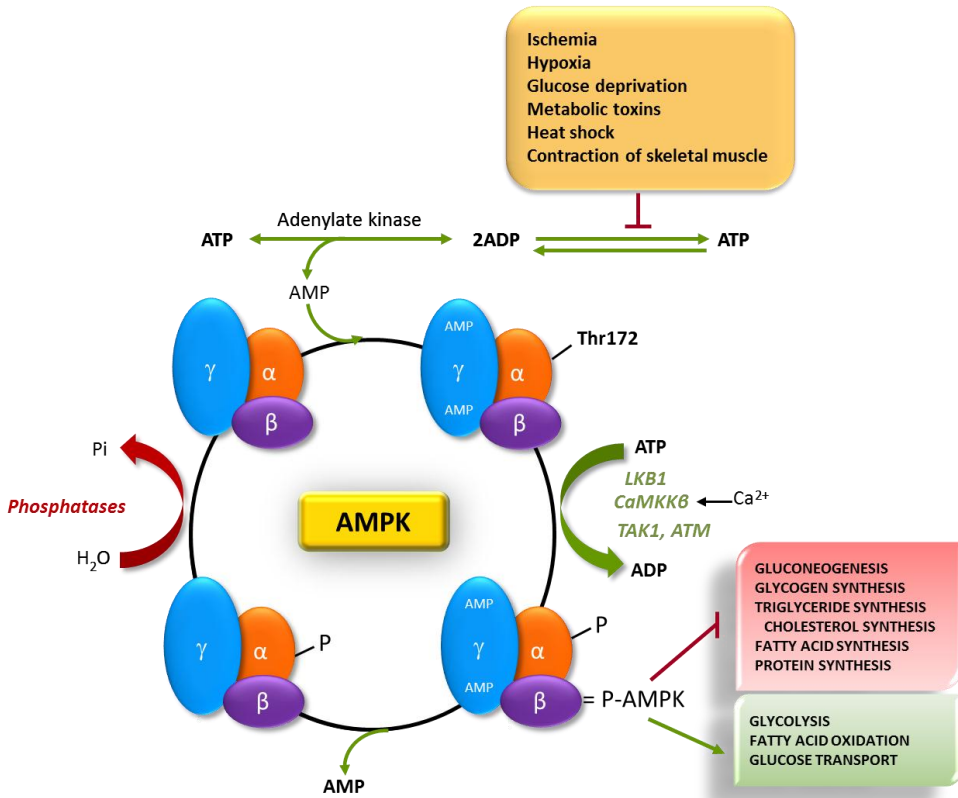 Ischemia
Hypoxia
Glucose deprivation
Metabolic toxins
Heat shock
Contraction of skeletal muscle
Adenylate kinase
ATP
2ADP
ATP
AMP
γ
α
β
AMP
γ
AMP
α
β
Thr172
Pi
Phosphatases
H₂O
AMPK
ATP
LKB1
CaMKKβ
Ca²⁺
TAK1, ATM
ADP
γ
α
β
P
AMP
γ
AMP
α
β
P
= P-AMPK
AMP
GLUCONEOGENESIS
GLYCOGEN SYNTHESIS
TRIGLYCERIDE SYNTHESIS
CHOLESTEROL SYNTHESIS
FATTY ACID SYNTHESIS
PROTEIN SYNTHESIS
GLYCOLYSIS
FATTY ACID OXIDATION
GLUCOSE TRANSPORT